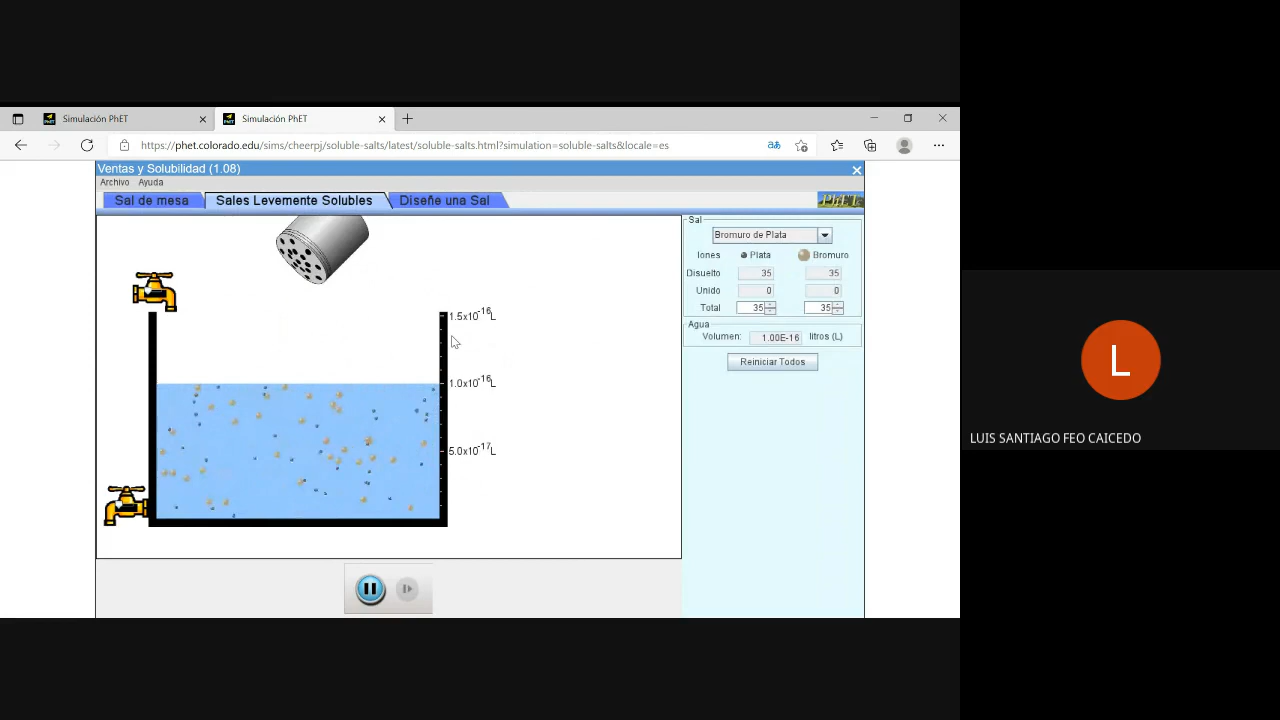 Simulación PhET
Simulación PhET
https://phet.colorado.edu/sims/cheerpj/soluble-salts/latest/soluble-salts.html?simulation=soluble-salts&locale=es
Ventas y Solubilidad (1.08)
Archivo Ayuda
Sal de mesa Sales Levemente Solubles Diseñe una Sal
PhET
Sal
Bromuro de Plata
Iones Plata Bromuro
Disuelto 35 35
Unido 0 0
Total 35 35
Agua
Volumen: 1.00E-16 litros (L)
Reiniciar Todos
1.5x10⁻¹⁶L
1.0x10⁻¹⁶L
5.0x10⁻¹⁷L
L
LUIS SANTIAGO FEO CAICEDO